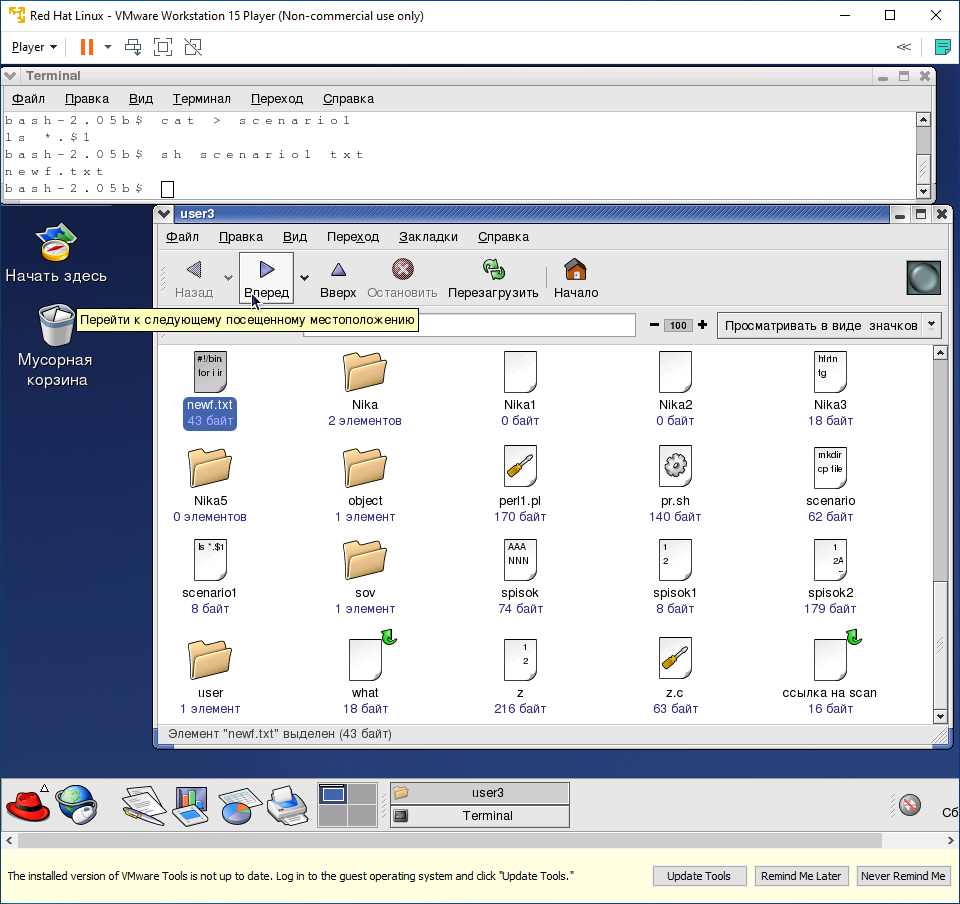 Red Hat Linux - VMware Workstation 15 Player (Non-commercial use only)
Player
Terminal
Файл Правка Вид Терминал Переход Справка
bash-2.05b$ cat > scenario1
ls *.$1
bash-2.05b$ sh scenario1 txt
newf.txt
bash-2.05b$
Начать здесь
Мусорная
корзина
user3
Файл Правка Вид Переход Закладки Справка
Назад Вперед Вверх Остановить Перезагрузить Начало
Перейти к следующему посещенному местоположению
100 Просматривать в виде значков
#!/bin
for i ir
newf.txt
43 байт
Nika
2 элементов
Nika1
0 байт
Nika2
0 байт
hfrtn
fg
Nika3
18 байт
Nika5
0 элементов
object
1 элемент
perl1.pl
170 байт
pr.sh
140 байт
mkdir
cp file
scenario
62 байт
ls *.$1
scenario1
8 байт
sov
1 элемент
AAA
NNN
spisok
74 байт
1
2
spisok1
8 байт
1
2A
spisok2
179 байт
user
1 элемент
what
18 байт
1
2
z
216 байт
z.c
63 байт
ссылка на scan
16 байт
Элемент "newf.txt" выделен (43 байт)
user3
Terminal
Сб
The installed version of VMware Tools is not up to date. Log in to the guest operating system and click "Update Tools."
Update Tools Remind Me Later Never Remind Me